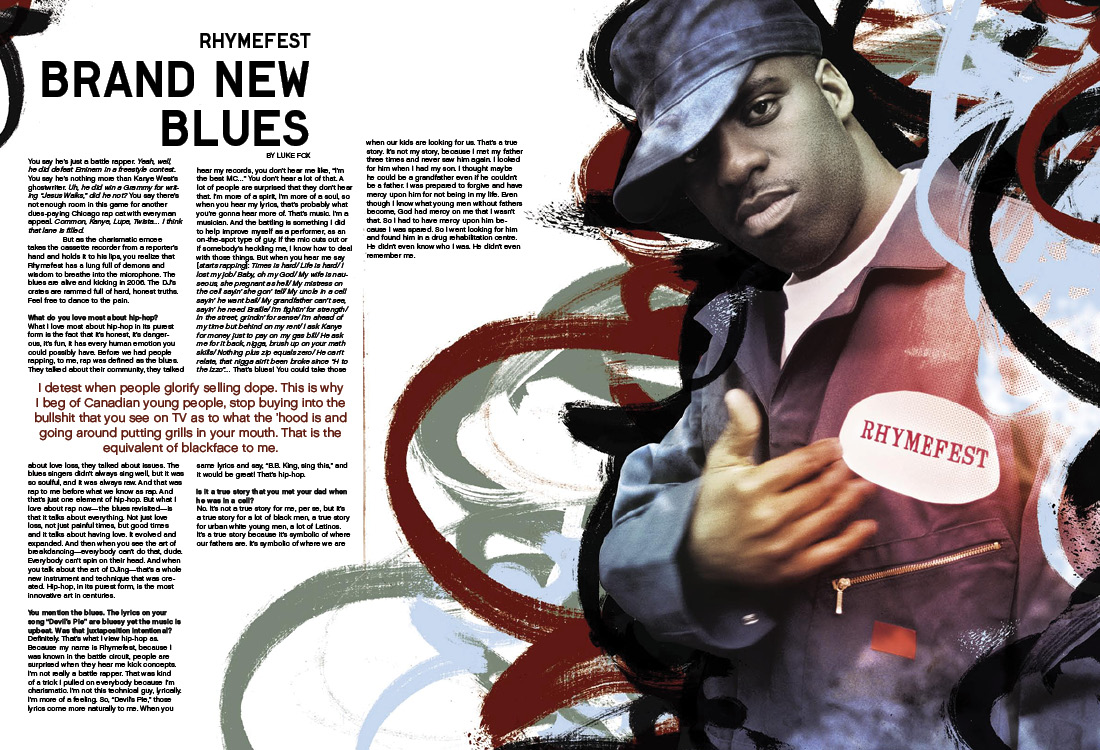 RHYMEFEST
BRAND NEW
BLUES
BY LUKE FOX
You say he's just a battle rapper. Yeah, well,
he did defeat Eminem in a freestyle contest.
You say he's nothing more than Kanye West's
ghostwriter. Uh, he did win a Grammy for writ-
ing "Jesus Walks," did he not? You say there's
not enough room in this game for another
dues-paying Chicago rap cat with everyman
appeal. Common, Kanye, Lupe, Twista... I think
that lane is filled.
But as the charismatic emcee
takes the cassette recorder from a reporter's
hand and holds it to his lips, you realize that
Rhymefest has a lung full of demons and
wisdom to breathe into the microphone. The
blues are alive and kicking in 2006. The DJ's
crates are rammed full of hard, honest truths.
Feel free to dance to the pain.
What do you love most about hip-hop?
What I love most about hip-hop in its purest
form is the fact that it's honest, it's danger-
ous, it's fun, it has every human emotion you
could possibly have. Before we had people
rapping, to me, rap was defined as the blues.
They talked about their community, they talked
about love loss, they talked about issues. The
blues singers didn't always sing well, but it was
so soulful, and it was always raw. And that was
rap to me before what we know as rap. And
that's just one element of hip-hop. But what I
love about rap now—the blues revisited—is
that it talks about everything. Not just love
loss, not just painful times, but good times
and it talks about having love. It evolved and
expanded. And then when you see the art of
breakdancing—everybody can't do that, dude.
Everybody can't spin on their head. And when
you talk about the art of DJing—that's a whole
new instrument and technique that was cre-
ated. Hip-hop, in its purest form, is the most
innovative art in centuries.
You mention the blues. The lyrics on your
song "Devil's Pie" are bluesy yet the music is
upbeat. Was that juxtaposition intentional?
Definitely. That's what I view hip-hop as.
Because my name is Rhymefest, because I
was known in the battle circuit, people are
surprised when they hear me kick concepts.
I'm not really a battle rapper. That was kind
of a trick I pulled on everybody because I'm
charismatic. I'm not this technical guy, lyrically.
I'm more of a feeling. So, "Devil's Pie," those
lyrics come more naturally to me. When you
hear my records, you don't hear me like, "I'm
the best MC..." You don't hear a lot of that. A
lot of people are surprised that they don't hear
that. I'm more of a spirit, I'm more of a soul, so
when you hear my lyrics, that's probably what
you're gonna hear more of. That's music. I'm a
musician. And the battling is something I did
to help improve myself as a performer, as an
on-the-spot type of guy. If the mic cuts out or
if somebody's heckling me, I know how to deal
with those things. But when you hear me say
[starts rapping]: Times is hard/ Life is hard/ I
lost my job/ Baby, oh my God/ My wife is nau-
seous, she pregnant as hell/ My mistress on
the cell sayin' she gon' tell/ My uncle in a cell
sayin' he want bail/ My grandfather can't see,
sayin' he need Braille/ I'm fightin' for strength/
In the street, grindin' for sense/ I'm ahead of
my time but behind on my rent/ I ask Kanye
for money just to pay on my gas bill/ He ask
me for it back, nigga, brush up on your math
skills/ Nothing plus zip equals zero/ He can't
relate, that nigga ain't been broke since "H to
the Izzo"... That's blues! You could take those
same lyrics and say, "B.B. King, sing this," and
it would be great! That's hip-hop.
Is it a true story that you met your dad when
he was in a cell?
No. It's not a true story for me, per se, but it's
a true story for a lot of black men, a true story
for urban white young men, a lot of Latinos.
It's a true story because it's symbolic of where
our fathers are. It's symbolic of where we are
when our kids are looking for us. That's a true
story. It's not my story, because I met my father
three times and never saw him again. I looked
for him when I had my son. I thought maybe
he could be a grandfather even if he couldn't
be a father. I was prepared to forgive and have
mercy upon him for not being in my life. Even
though I know what young men without fathers
become, God had mercy on me that I wasn't
that. So I had to have mercy upon him be-
cause I was spared. So I went looking for him
and found him in a drug rehabilitation centre.
He didn't even know who I was. He didn't even
remember me.
I detest when people glorify selling dope. This is why
I beg of Canadian young people, stop buying into the
bullshit that you see on TV as to what the 'hood is and
going around putting grills in your mouth. That is the
equivalent of blackface to me.
RHYMEFEST